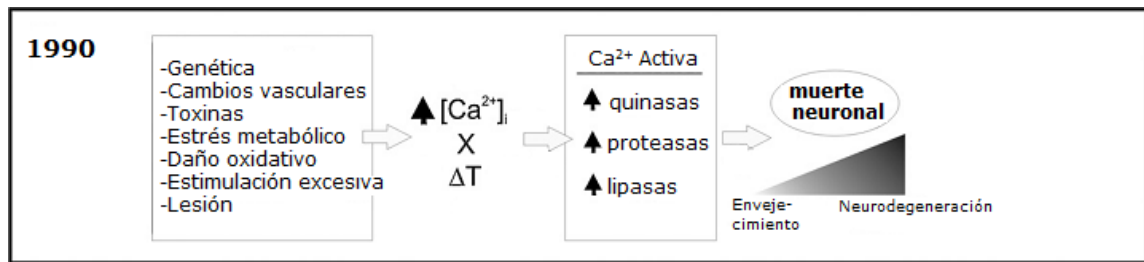 1990
-Genética
-Cambios vasculares
-Toxinas
-Estrés metabólico
-Daño oxidativo
-Estimulación excesiva
-Lesión
[Ca²⁺]ᵢ
X
ΔT
Ca²⁺ Activa
quinasas
proteasas
lipasas
muerte
neuronal
Enveje-
cimiento
Neurodegeneración